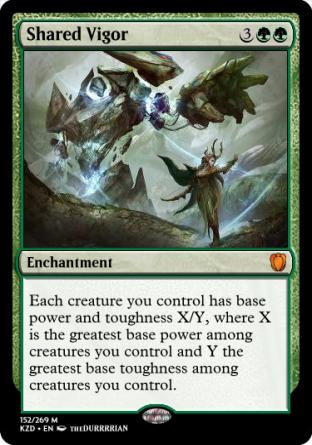 Shared Vigor 3
Enchantment
Each creature you control has base
power and toughness X/Y, where X
is the greatest base power among
creatures you control and Y the
greatest base toughness among
creatures you control.
152/269 M
KZD • EN THEDURRRRIAN